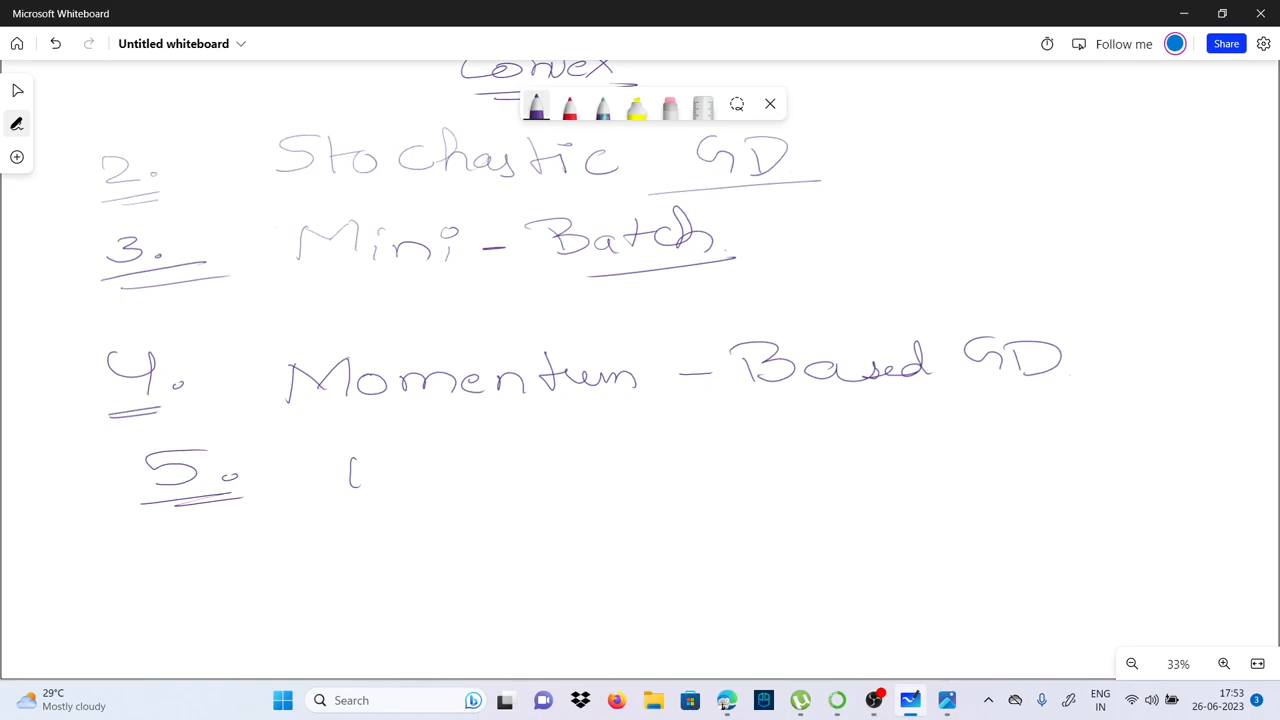 Microsoft Whiteboard
Untitled whiteboard
Follow me
Share
Convex
2. Stochastic GD
3. Mini - Batch
4. Momentum - Based GD
5.
33%
29°C
Mostly cloudy
Search
ENG
IN
17:53
26-06-2023
3